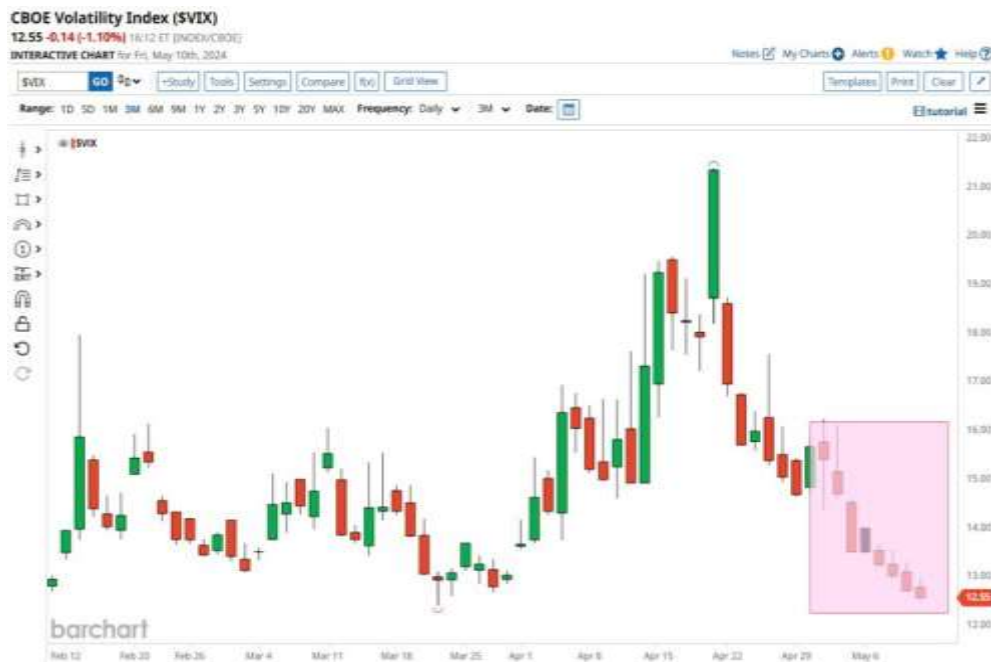 CBOE Volatility Index ($VIX)
12.55 -0.14 (-1.10%) 16:12 ET [INDEX/CBOE]
INTERACTIVE CHART for Fri, May 10th, 2024
Notes My Charts Alerts Watch Help
$VIX GO +Study Tools Settings Compare f(x) Grid View Templates Print Clear
Range: 1D 5D 1M 3M 6M 9M 1Y 2Y 3Y 5Y 10Y 20Y MAX Frequency: Daily 3M Date: tutorial
$VIX
22.00
21.00
20.00
19.00
18.00
17.00
16.00
15.00
14.00
13.00
12.55
12.00
barchart
Feb 12 Feb 20 Feb 26 Mar 4 Mar 11 Mar 18 Mar 25 Apr 1 Apr 8 Apr 15 Apr 22 Apr 29 May 6